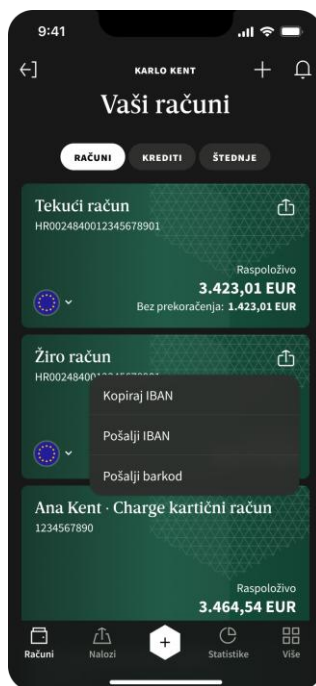 9:41
KARLO KENT
Vaši računi
RAČUNI
KREDITI
ŠTEDNJE
Tekući račun
HR0024840012345678901
Raspoloživo
3.423,01 EUR
Bez prekoračenja: 1.423,01 EUR
Žiro račun
Kopiraj IBAN
Pošalji IBAN
Pošalji barkod
Ana Kent · Charge kartični račun
1234567890
Raspoloživo
3.464,54 EUR
Računi
Nalozi
Statistike
Više